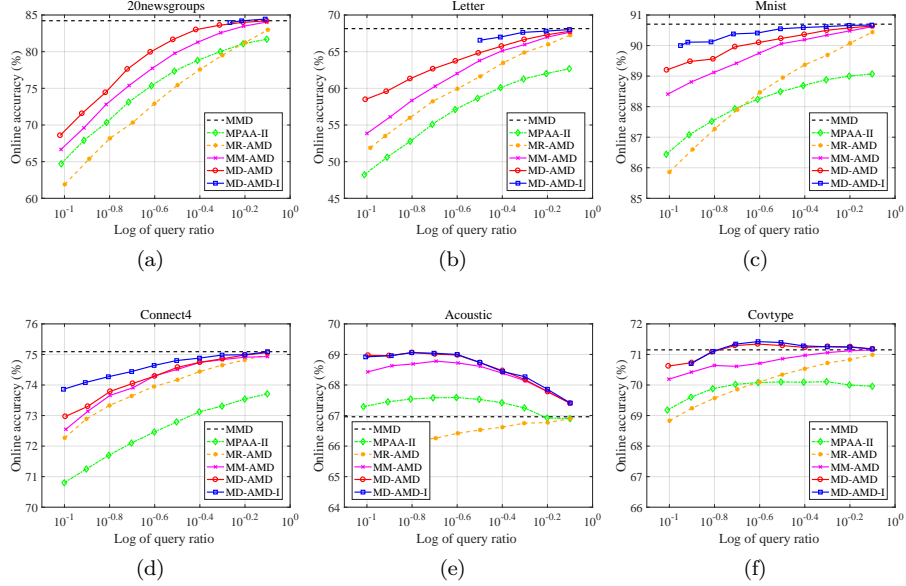 20newsgroups
85
80
75
70
65
60
Online accuracy (%)
10^-1 10^-0.8 10^-0.6 10^-0.4 10^-0.2 10^0
Log of query ratio
MMD
MPAA-II
MR-AMD
MM-AMD
MD-AMD
MD-AMD-I
(a)
Letter
70
65
60
55
50
45
Online accuracy (%)
10^-1 10^-0.8 10^-0.6 10^-0.4 10^-0.2 10^0
Log of query ratio
MMD
MPAA-II
MR-AMD
MM-AMD
MD-AMD
MD-AMD-I
(b)
Mnist
91
90
89
88
87
86
85
Online accuracy (%)
10^-1 10^-0.8 10^-0.6 10^-0.4 10^-0.2 10^0
Log of query ratio
MMD
MPAA-II
MR-AMD
MM-AMD
MD-AMD
MD-AMD-I
(c)
Connect4
76
75
74
73
72
71
70
Online accuracy (%)
10^-1 10^-0.8 10^-0.6 10^-0.4 10^-0.2 10^0
Log of query ratio
MMD
MPAA-II
MR-AMD
MM-AMD
MD-AMD
MD-AMD-I
(d)
Acoustic
70
69
68
67
66
65
64
Online accuracy (%)
10^-1 10^-0.8 10^-0.6 10^-0.4 10^-0.2 10^0
Log of query ratio
MMD
MPAA-II
MR-AMD
MM-AMD
MD-AMD
MD-AMD-I
(e)
Covtype
72
71
70
69
68
67
66
Online accuracy (%)
10^-1 10^-0.8 10^-0.6 10^-0.4 10^-0.2 10^0
Log of query ratio
MMD
MPAA-II
MR-AMD
MM-AMD
MD-AMD
MD-AMD-I
(f)